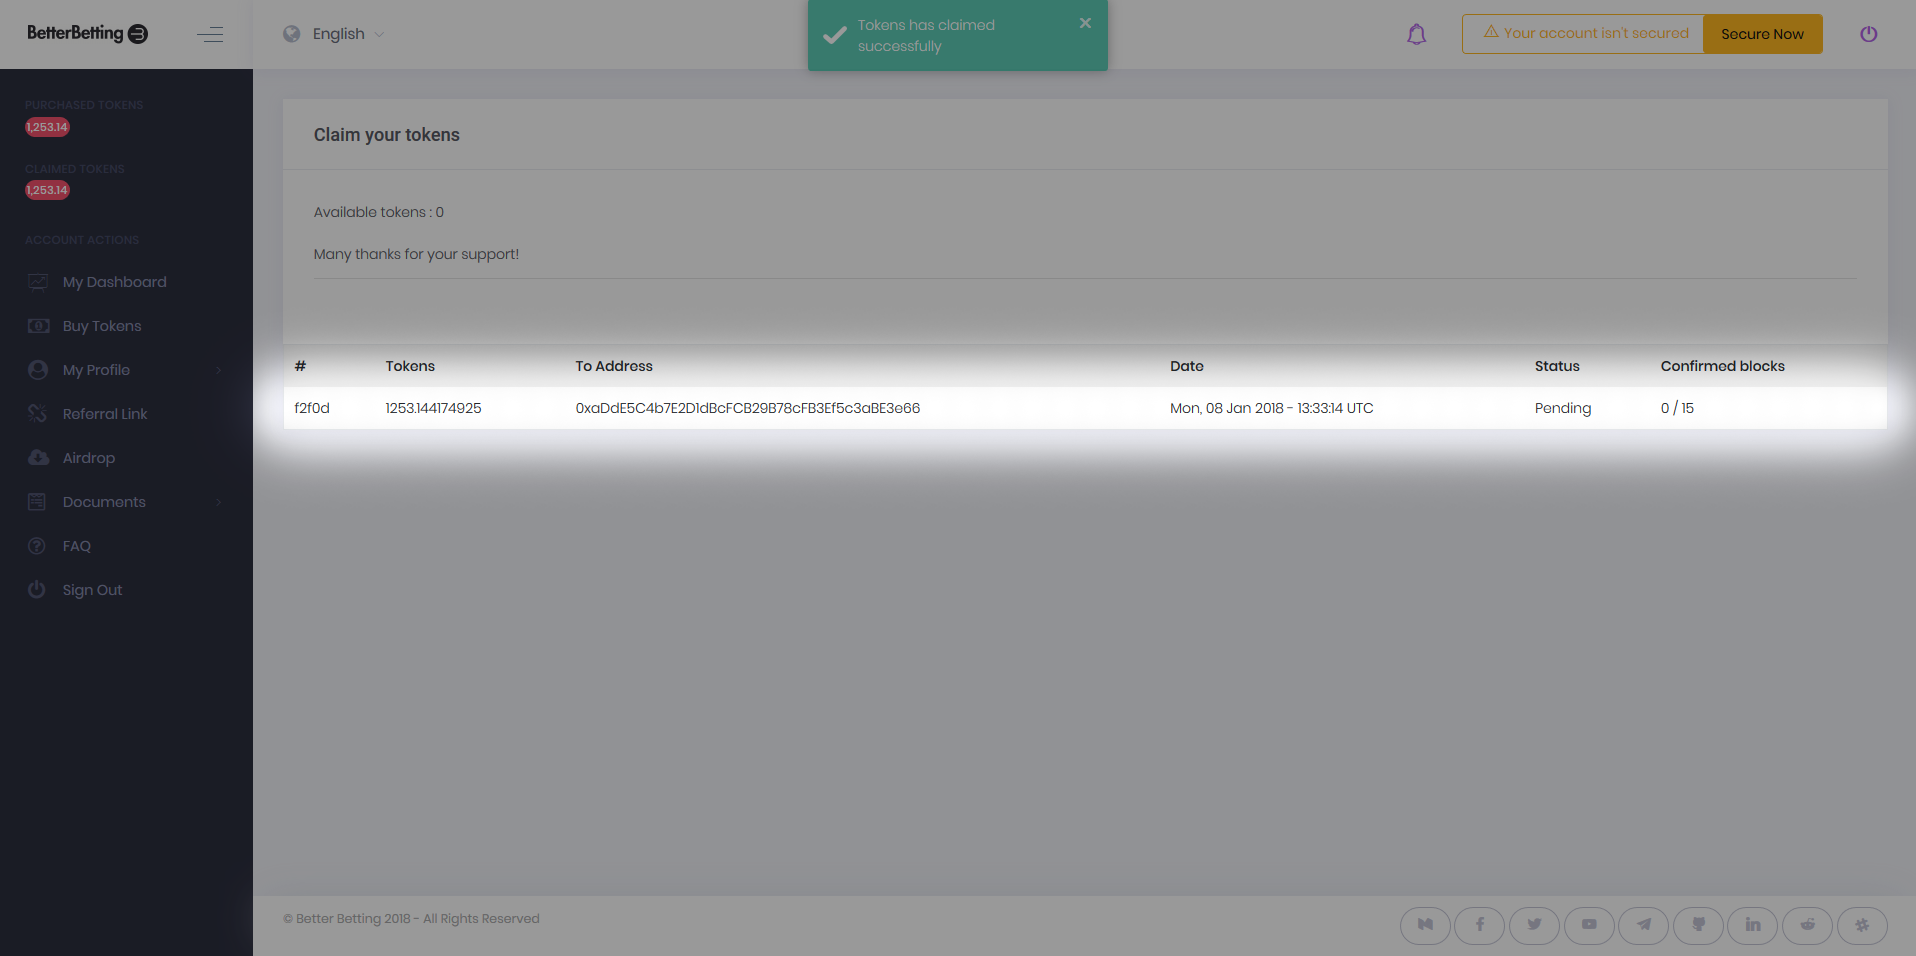 BetterBetting
English
Tokens has claimed
successfully
Your account isn't secured
Secure Now
PURCHASED TOKENS
1,253.14
CLAIMED TOKENS
1,253.14
ACCOUNT ACTIONS
My Dashboard
Buy Tokens
My Profile
Referral Link
Airdrop
Documents
FAQ
Sign Out
Claim your tokens
Available tokens : 0
Many thanks for your support!
# Tokens To Address Date Status Confirmed blocks
f2f0d 1253.144174925 0xaDdE5C4b7E2D1dBcFCB29B78cFB3Ef5c3aBE3e66 Mon, 08 Jan 2018 - 13:33:14 UTC Pending 0 / 15
© Better Betting 2018 - All Rights Reserved